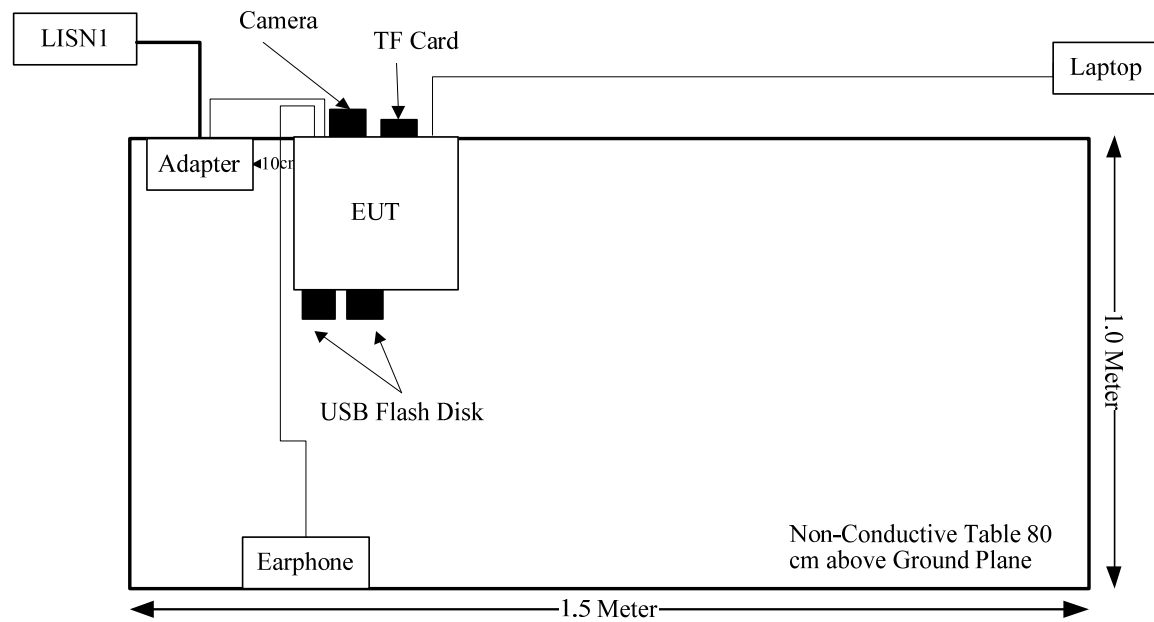 Camera
LISN1
TF Card
Laptop
Adapter
10cm
EUT
USB Flash Disk
1.0 Meter
Non-Conductive Table 80
cm above Ground Plane
Earphone
1.5 Meter